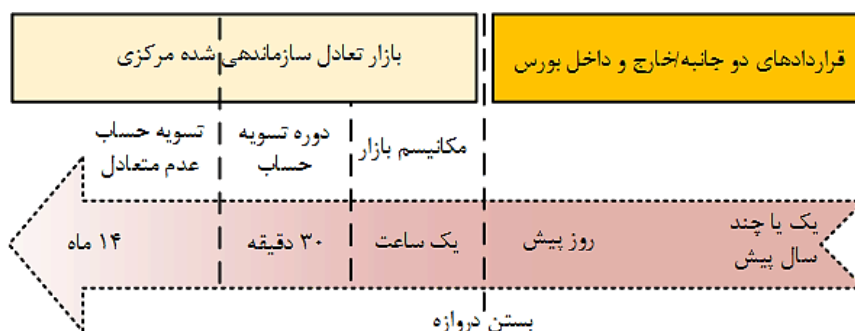 قراردادهای دو جانبه/خارج و داخل بورس
بازار تعادل سازماندهی شده مرکزی
مکانیسم بازار
دوره تسویه
حساب
تسویه حساب
عدم متعادل
یک یا چند
سال پیش
روز پیش
یک ساعت
۳۰ دقیقه
۱۴ ماه
بستن دروازه